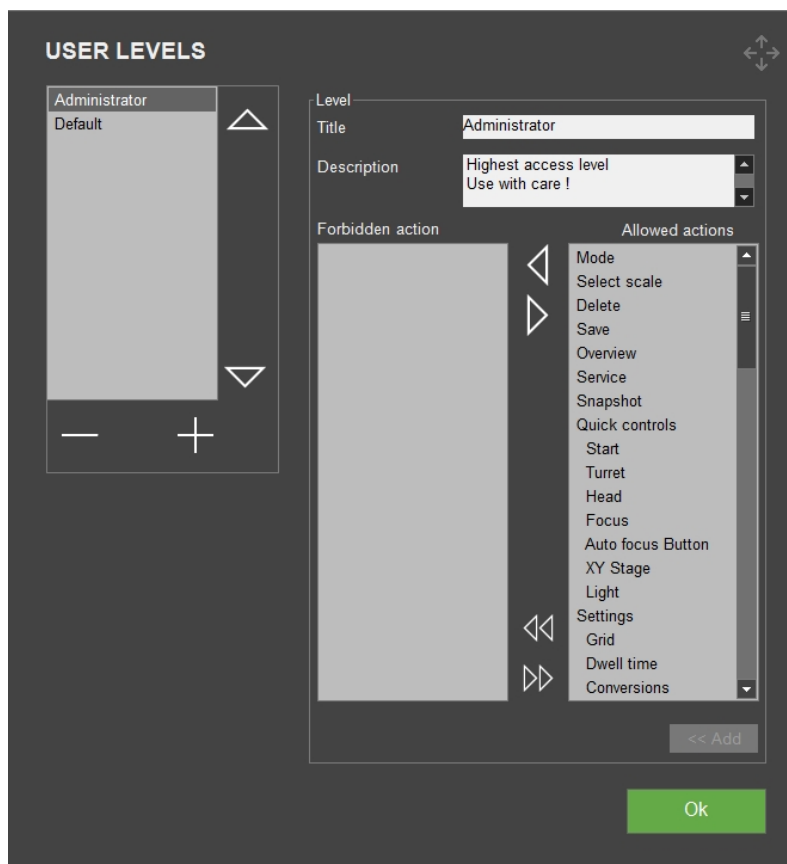 USER LEVELS
Administrator
Default
Level
Title
Administrator
Description
Highest access level
Use with care !
Forbidden action
Allowed actions
Mode
Select scale
Delete
Save
Overview
Service
Snapshot
Quick controls
Start
Turret
Head
Focus
Auto focus Button
XY Stage
Light
Settings
Grid
Dwell time
Conversions
<< Add
Ok